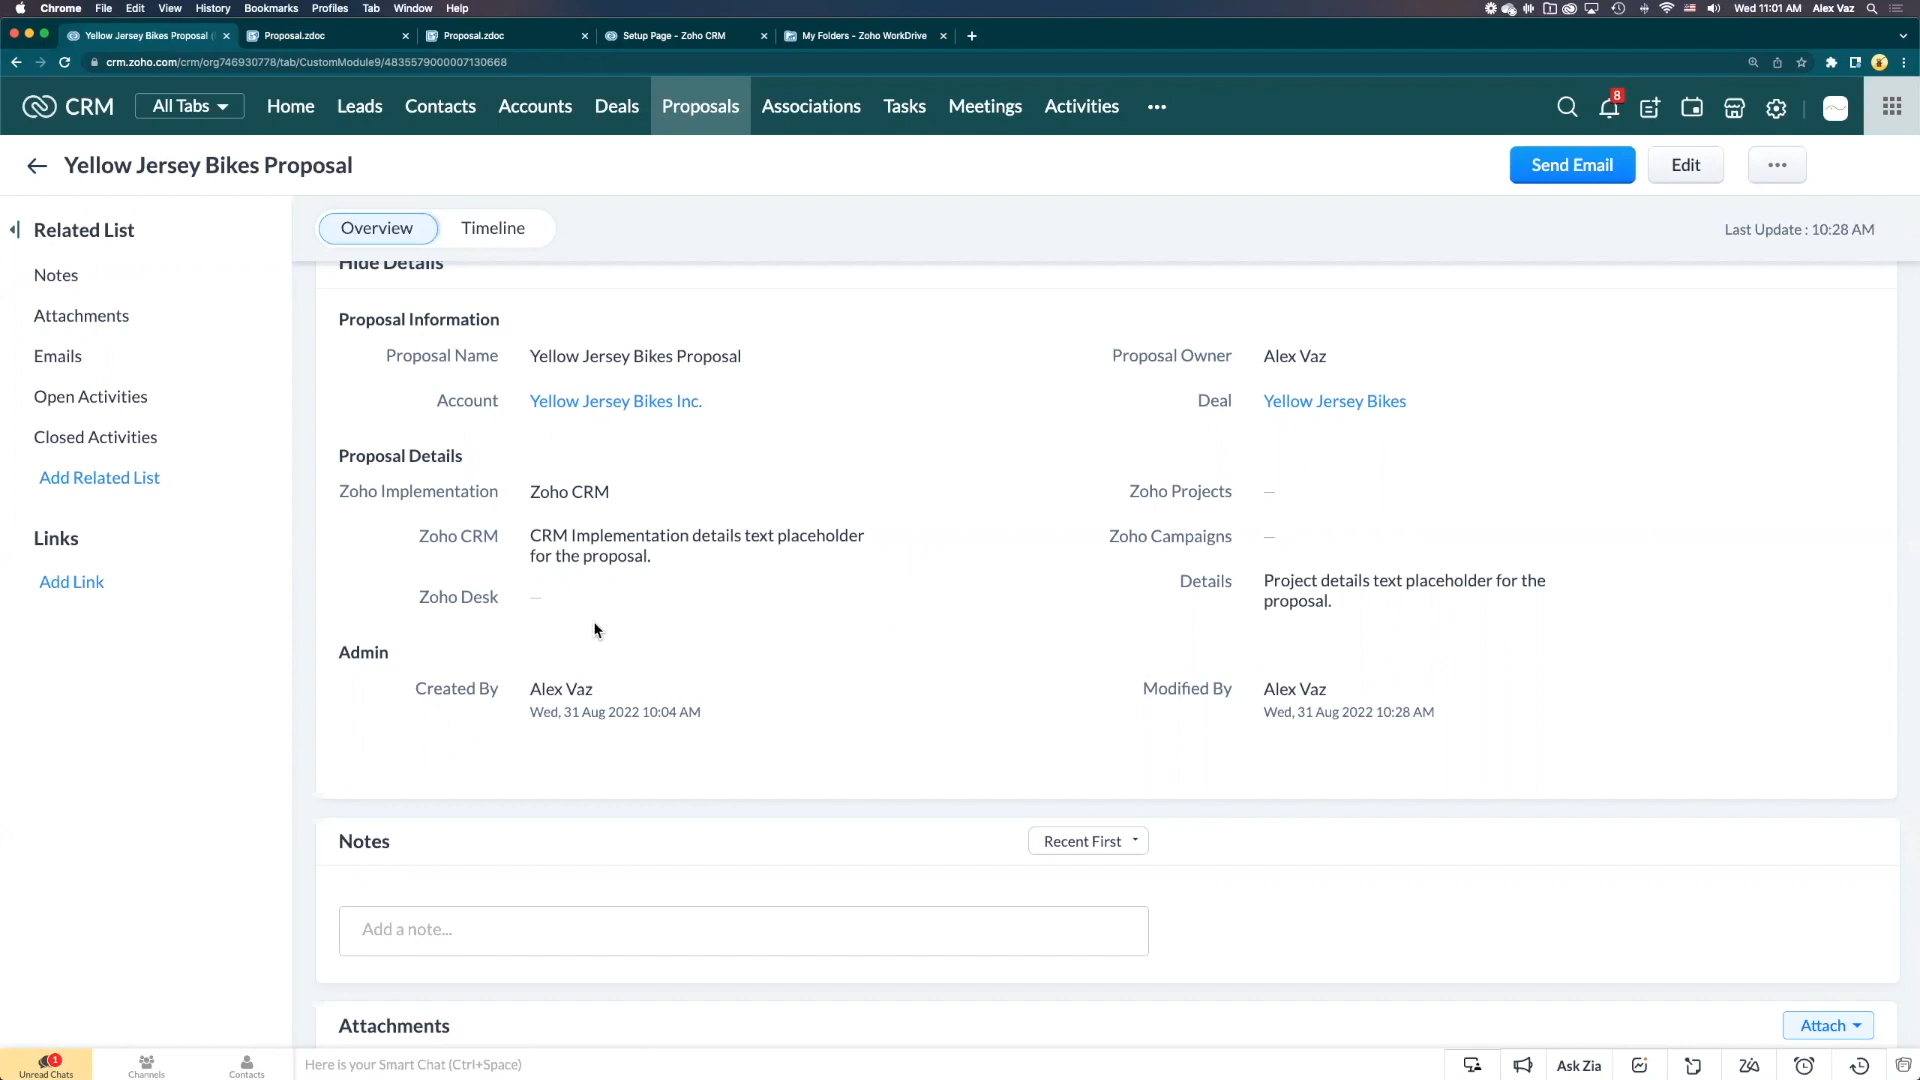 Chrome File Edit View History Bookmarks Profiles Tab Window Help Wed 11:01 AM Alex Vaz
Yellow Jersey Bikes Proposal Proposal.zdoc Proposal.zdoc Setup Page - Zoho CRM My Folders - Zoho WorkDrive
crm.zoho.com/crm/org746930778/tab/CustomModule9/4835579000007130668
CRM All Tabs Home Leads Contacts Accounts Deals Proposals Associations Tasks Meetings Activities ••• 8
Yellow Jersey Bikes Proposal Send Email Edit •••
Related List Overview Timeline Last Update : 10:28 AM
Hide Details
Notes
Attachments
Emails
Open Activities
Closed Activities
Add Related List
Links
Add Link
Proposal Information
Proposal Name Yellow Jersey Bikes Proposal Proposal Owner Alex Vaz
Account Yellow Jersey Bikes Inc. Deal Yellow Jersey Bikes
Proposal Details
Zoho Implementation Zoho CRM Zoho Projects —
Zoho CRM CRM Implementation details text placeholder
for the proposal.
Zoho Campaigns —
Zoho Desk —
Details Project details text placeholder for the
proposal.
Admin
Created By Alex Vaz Modified By Alex Vaz
Wed, 31 Aug 2022 10:04 AM Wed, 31 Aug 2022 10:28 AM
Notes Recent First
Add a note...
Attachments Attach
1
Unread Chats Channels Contacts Here is your Smart Chat (Ctrl+Space) Ask Zia